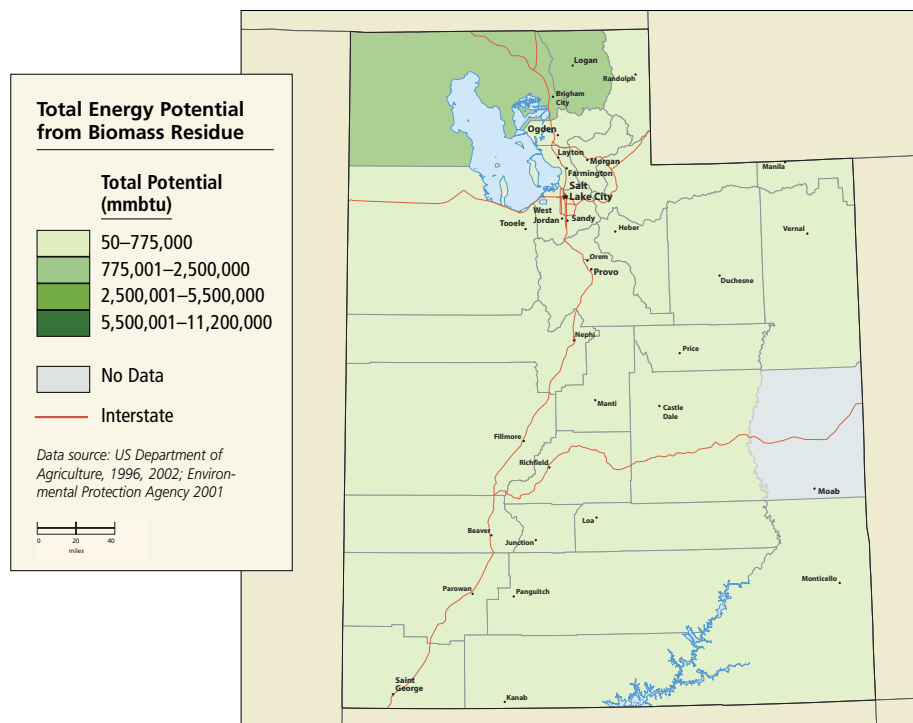 Total Energy Potential
from Biomass Residue
Total Potential
(mmbtu)
50–775,000
775,001–2,500,000
2,500,001–5,500,000
5,500,001–11,200,000
No Data
Interstate
Data source: US Department of
Agriculture, 1996, 2002; Environ-
mental Protection Agency 2001
0 20 40
miles
Logan
Randolph
Brigham
City
Ogden
Layton
Morgan
Farmington
Salt
Lake City
West
Jordan
Sandy
Tooele
Heber
Manila
Vernal
Orem
Provo
Duchesne
Nephi
Price
Manti
Castle
Dale
Fillmore
Richfield
Moab
Loa
Beaver
Junction
Monticello
Parowan
Panguitch
Saint
George
Kanab